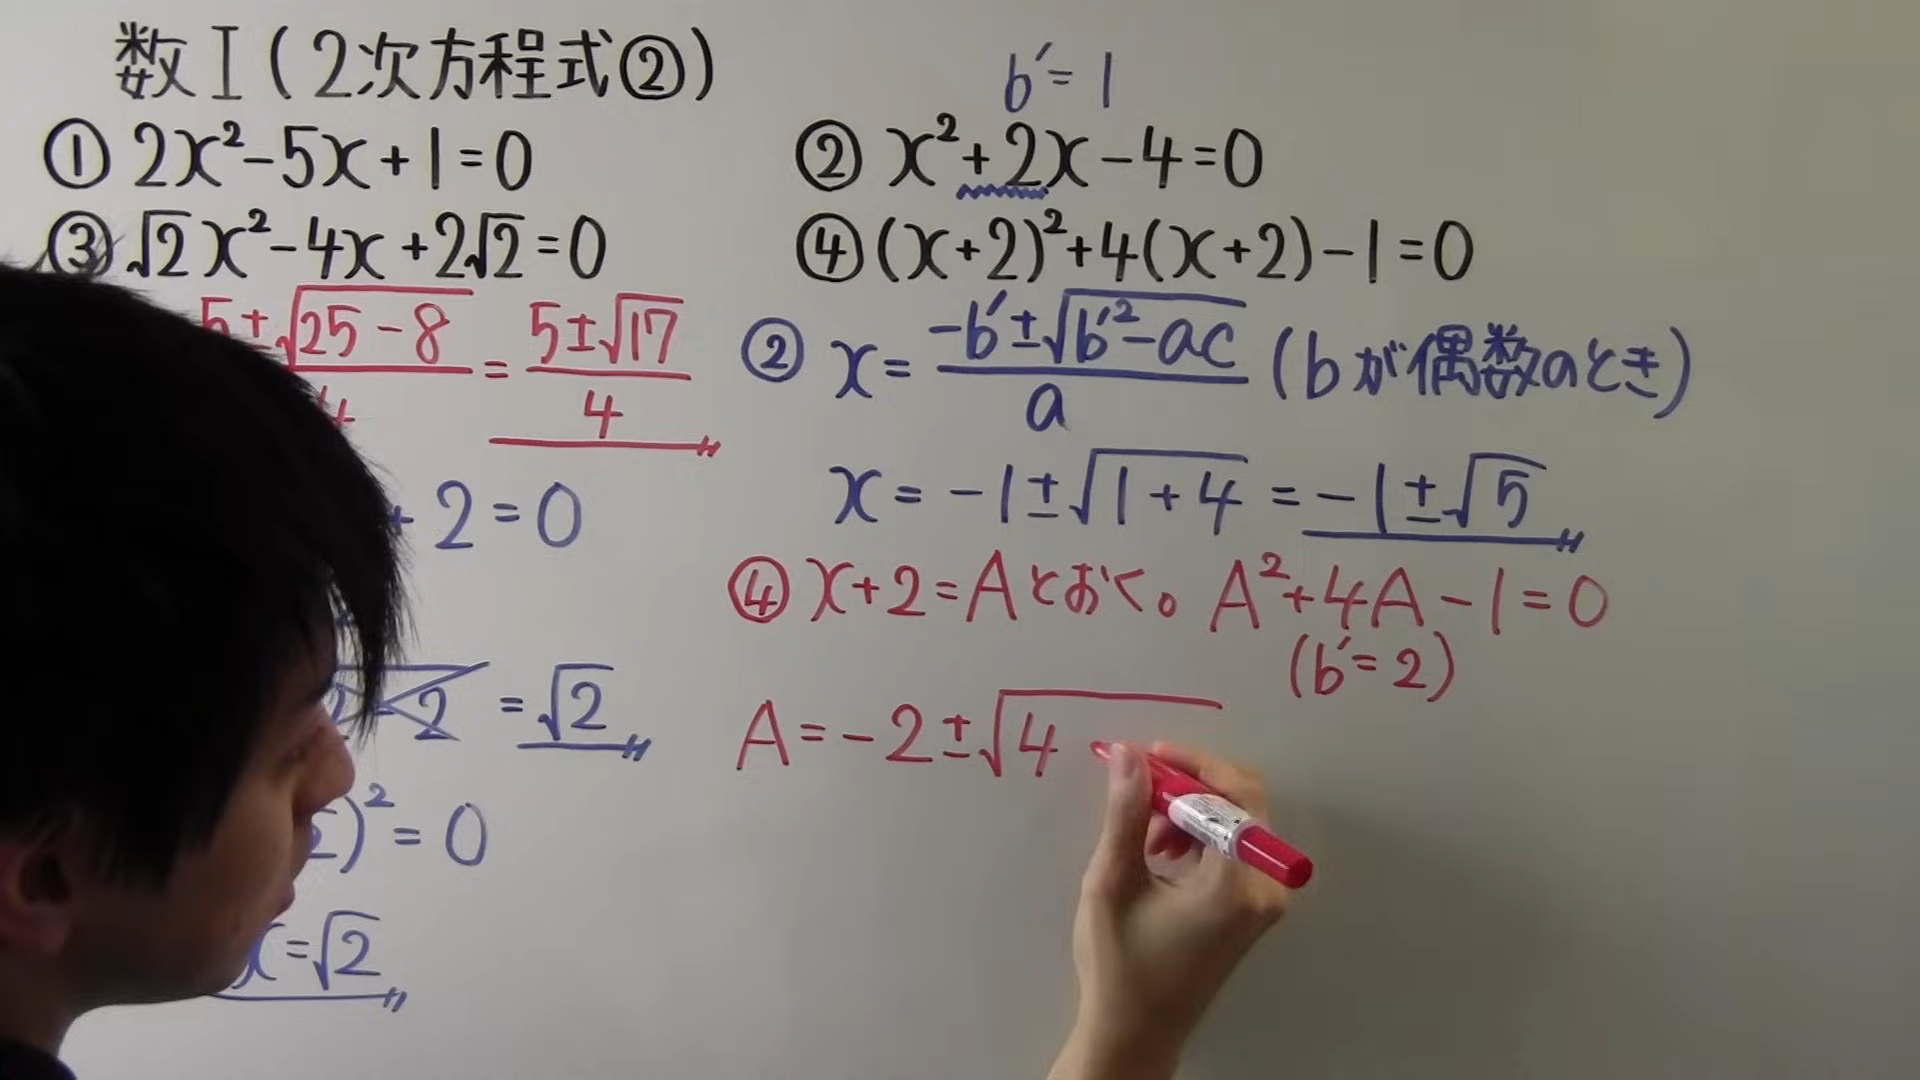 数I(2次方程式②)
① 2x²-5x+1=0
b'=1
② x²+2x-4=0
③ √2x²-4x+2√2=0
④ (x+2)²+4(x+2)-1=0
5±√25-8 / 4 = 5±√17 / 4
+2=0
-2 = √2
)²=0
x=√2
② x= -b'±√b'²-ac / a (bが偶数のとき)
x=-1±√1+4 = -1±√5
④ x+2=Aとおく。A²+4A-1=0
(b'=2)
A=-2±√4